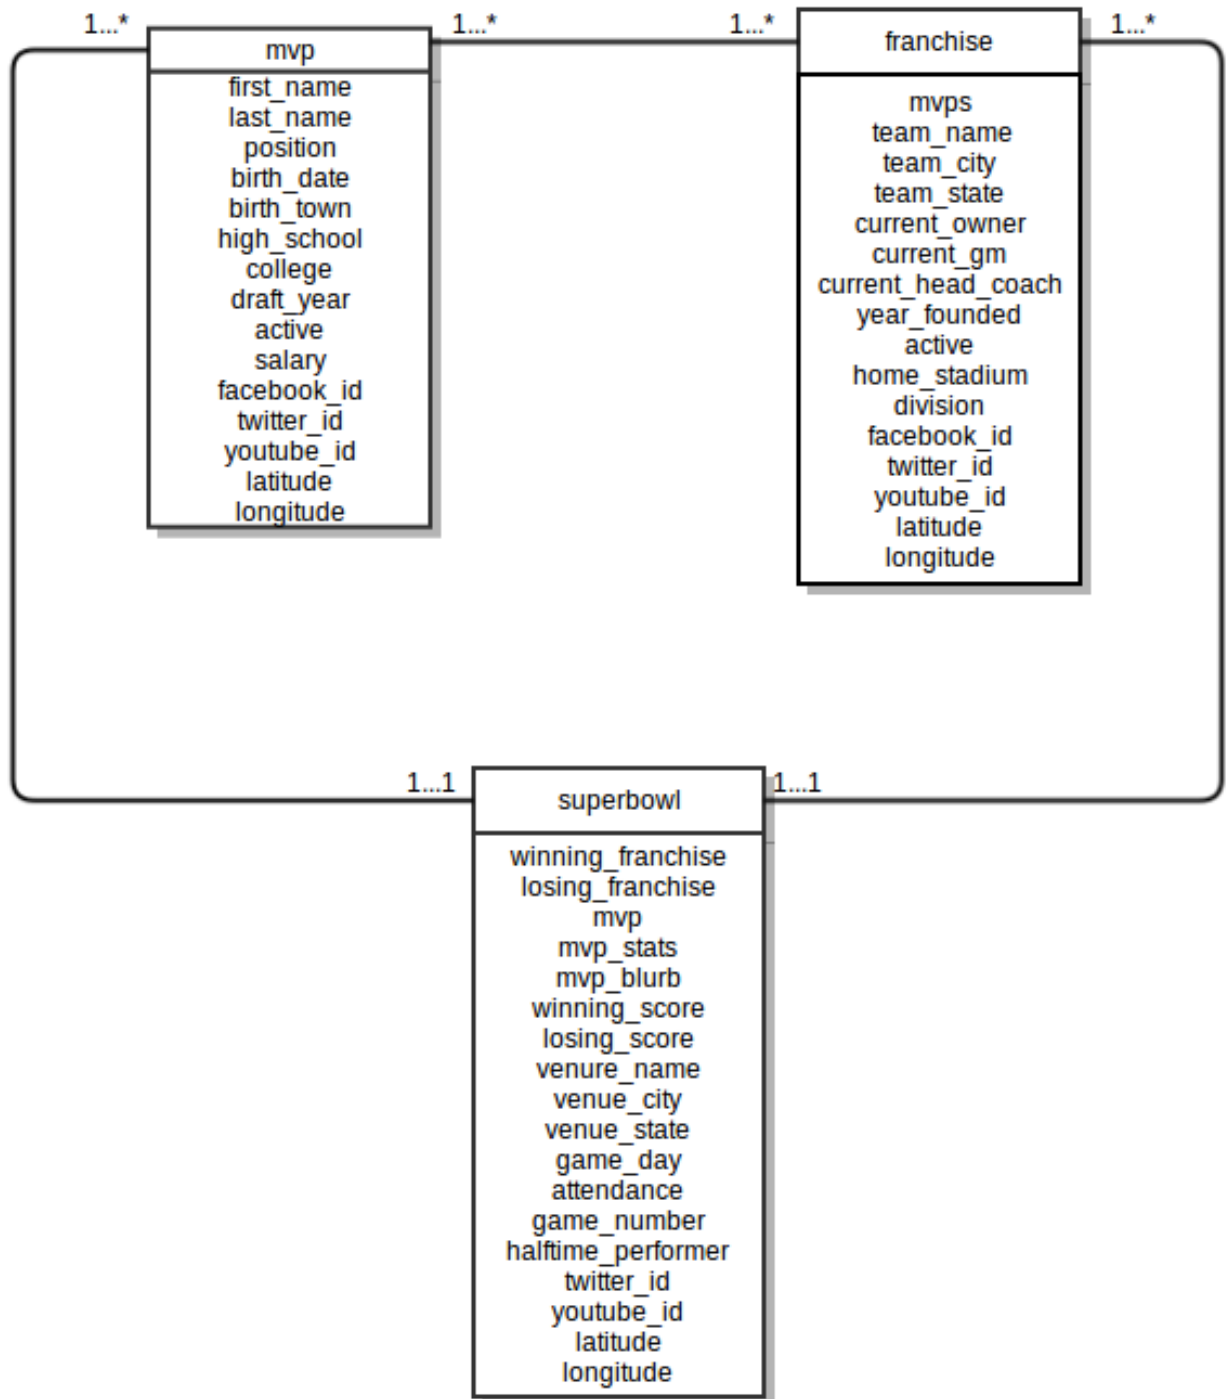 1...*
mvp
first_name
last_name
position
birth_date
birth_town
high_school
college
draft_year
active
salary
facebook_id
twitter_id
youtube_id
latitude
longitude
1...*
1...*
franchise
mvps
team_name
team_city
team_state
current_owner
current_gm
current_head_coach
year_founded
active
home_stadium
division
facebook_id
twitter_id
youtube_id
latitude
longitude
1...*
1...1
superbowl
1...1
winning_franchise
losing_franchise
mvp
mvp_stats
mvp_blurb
winning_score
losing_score
venure_name
venue_city
venue_state
game_day
attendance
game_number
halftime_performer
twitter_id
youtube_id
latitude
longitude